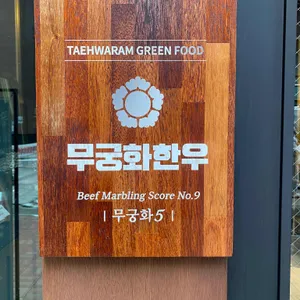 TAEHWARAM GREEN FOOD
무궁화한우
Beef Marbling Score No.9
| 무궁화5 |